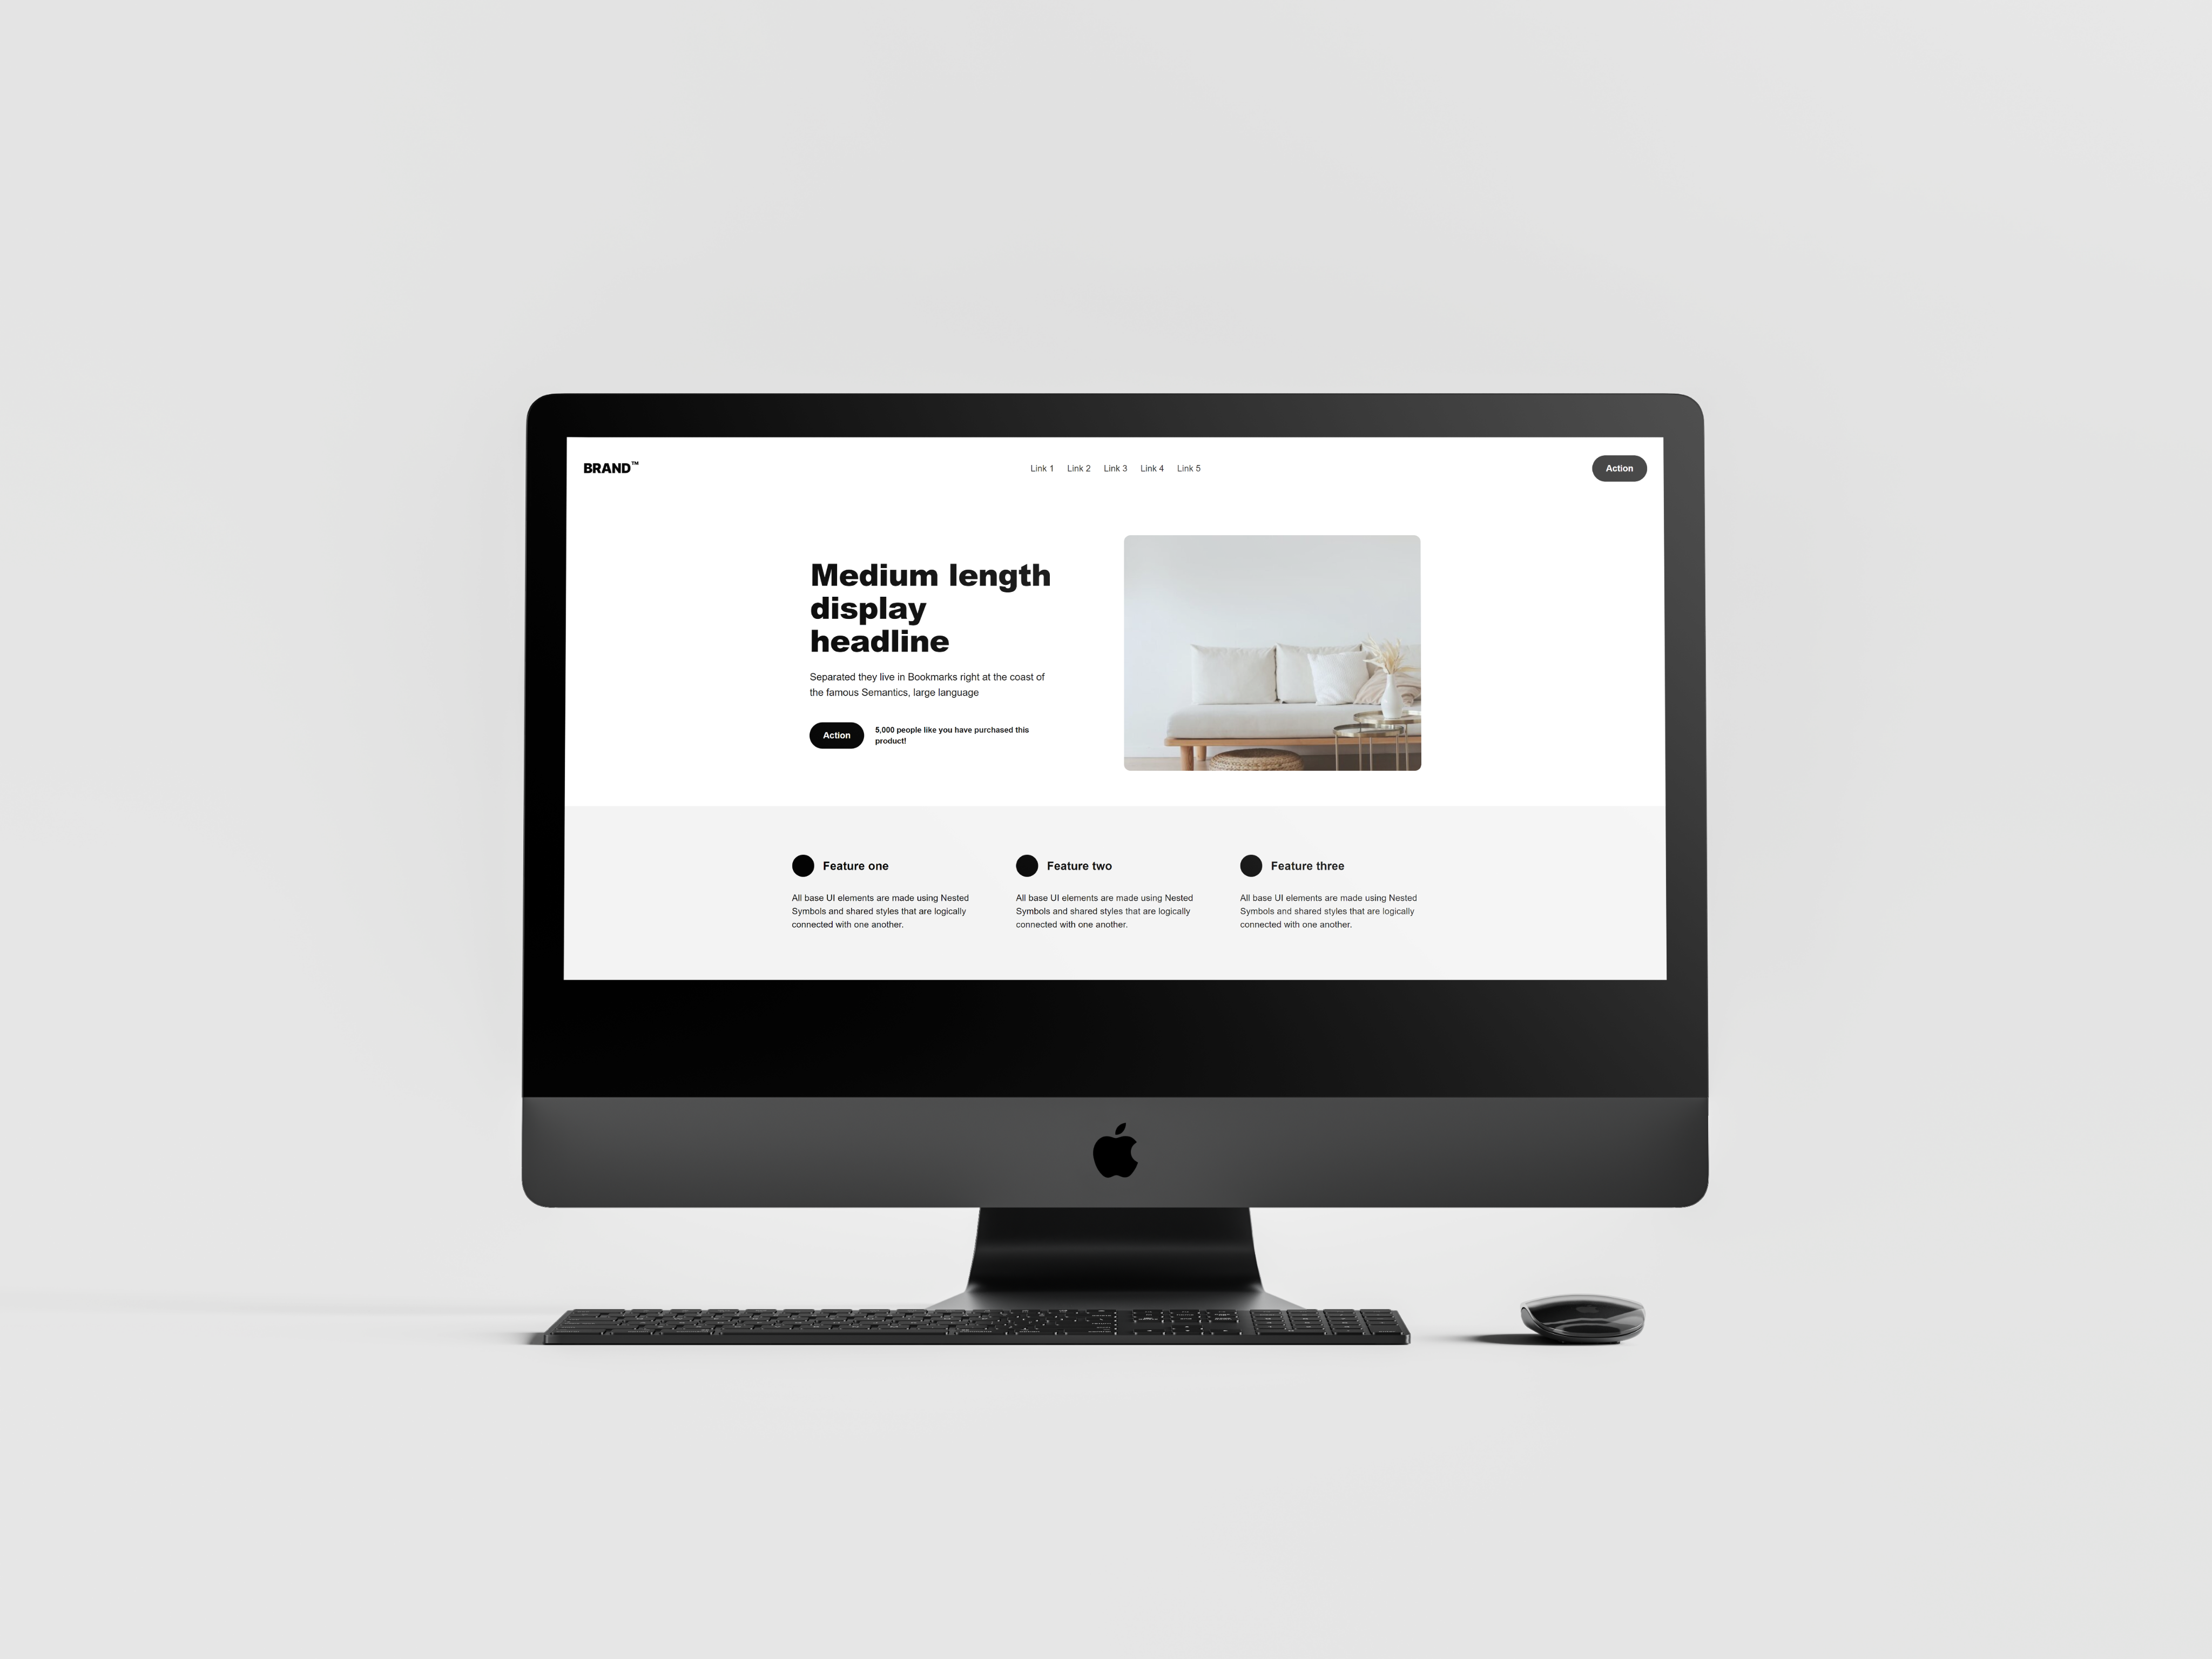 BRAND™
Link 1 Link 2 Link 3 Link 4 Link 5
Action
Medium length
display
headline
Separated they live in Bookmarks right at the coast of
the famous Semantics, large language
Action
5,000 people like you have purchased this
product!
Feature one
All base UI elements are made using Nested
Symbols and shared styles that are logically
connected with one another.
Feature two
All base UI elements are made using Nested
Symbols and shared styles that are logically
connected with one another.
Feature three
All base UI elements are made using Nested
Symbols and shared styles that are logically
connected with one another.